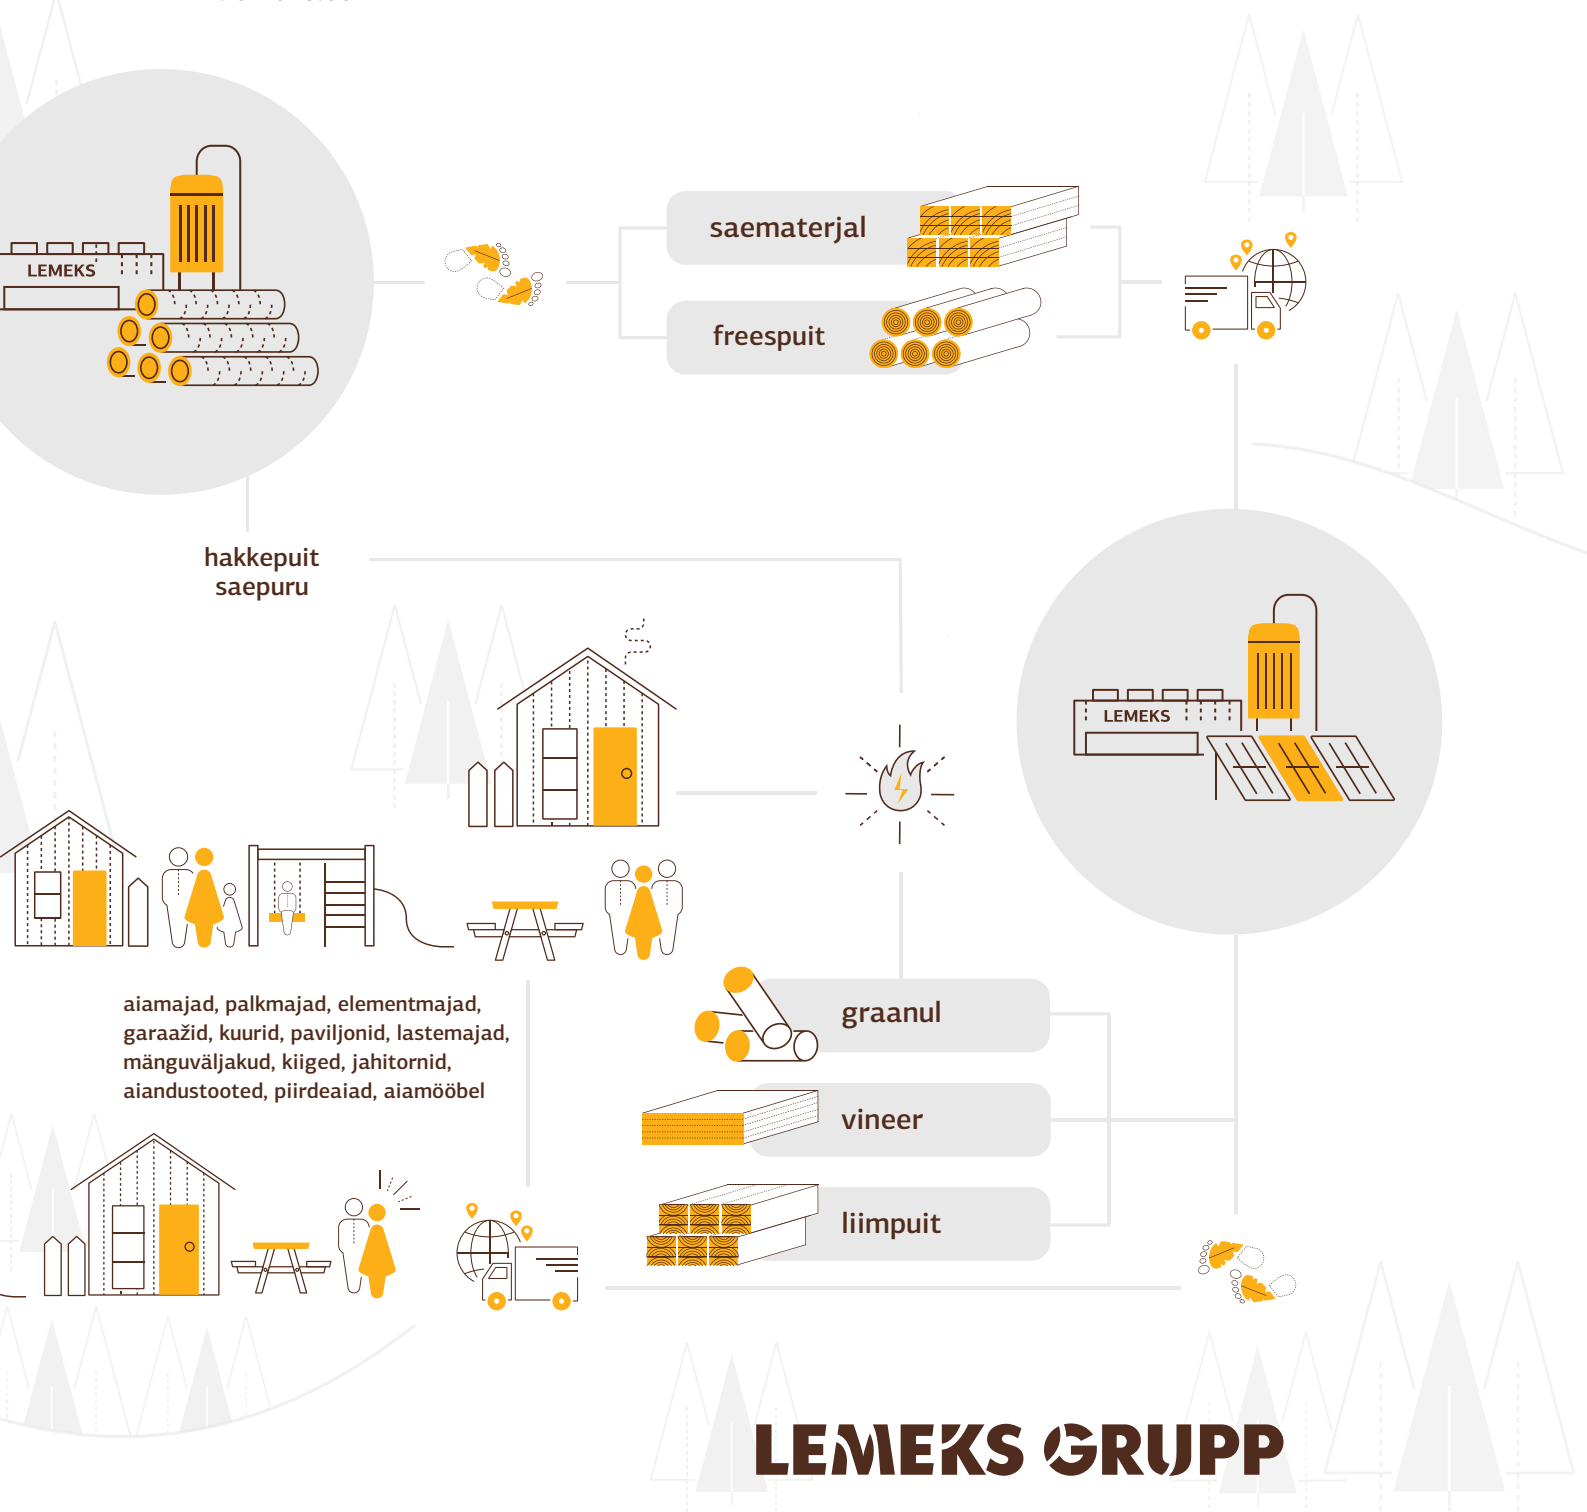 LEMEKS
saematerjal
freespuit
hakkepuit
saepuru
LEMEKS
aiamajad, palkmajad, elementmajad,
garaažid, kuurid, paviljonid, lastemajad,
mänguväljakud, kiiged, jahitornid,
aiandustooted, piirdeaiad, aiamööbel
graanul
vineer
liimpuit
LEMEKS GRUPP